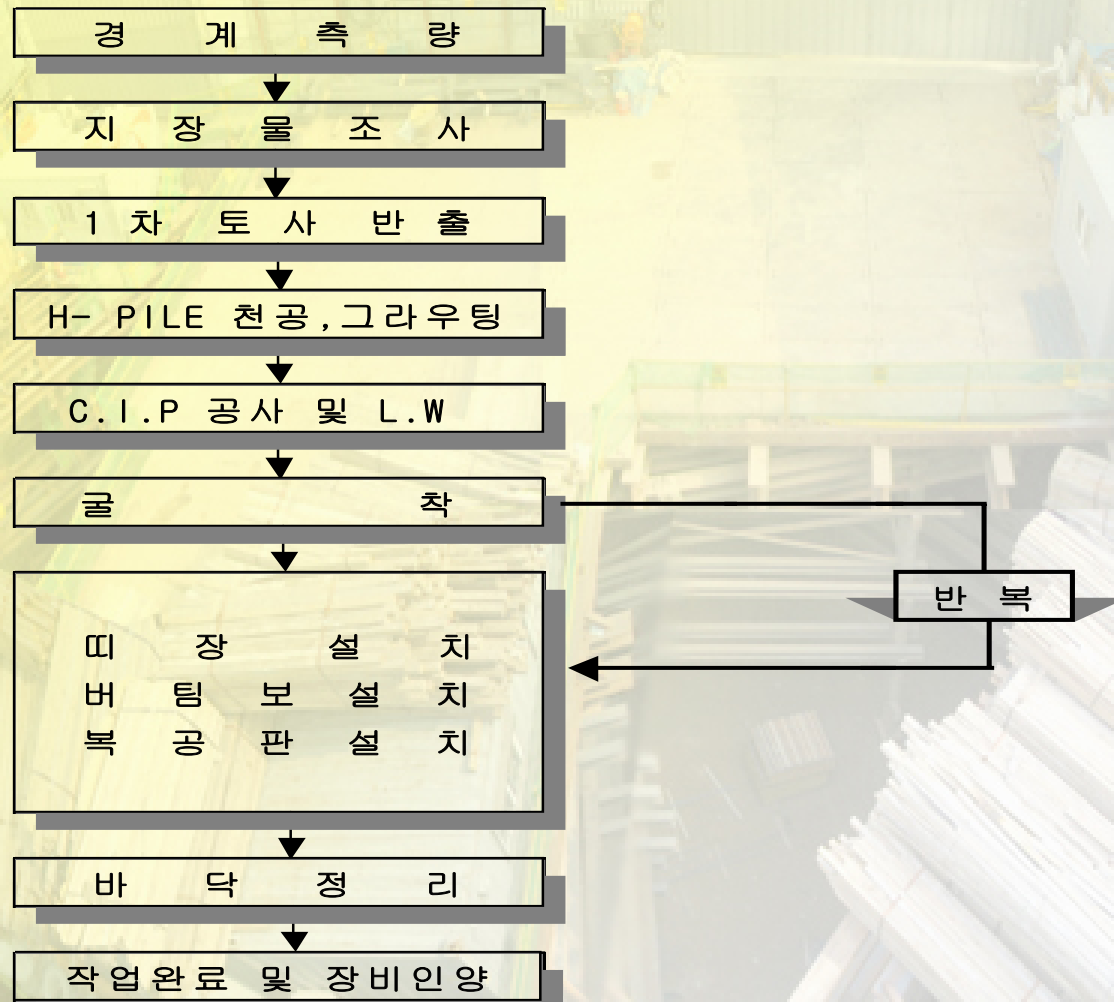 경 계 측 량
지 장 물 조 사
1 차 토 사 반 출
H- PILE 천공,그라우팅
C.I.P 공사 및 L.W
굴 착
반 복
띠 장 설 치
버 팀 보 설 치
복 공 판 설 치
바 닥 정 리
작업완료 및 장비인양